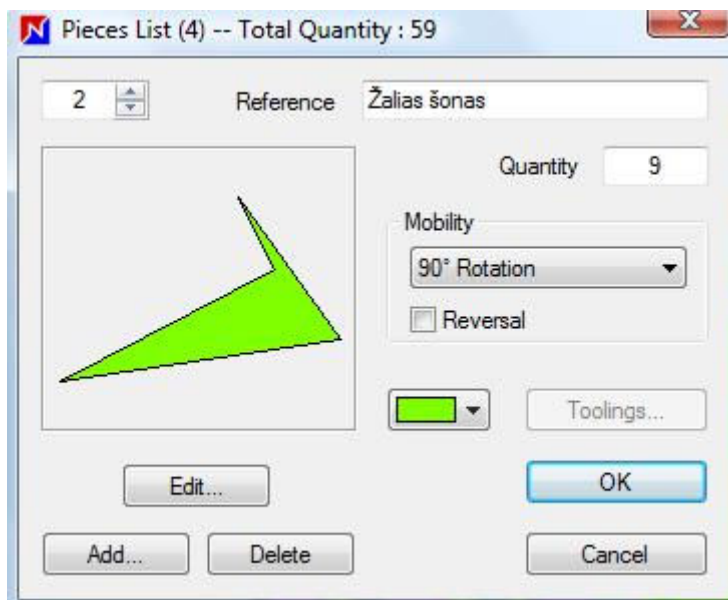 Pieces List (4) -- Total Quantity : 59
2 Reference Žalias šonas
Quantity 9
Mobility
90° Rotation
Reversal
Toolings...
Edit...
OK
Add...
Delete
Cancel